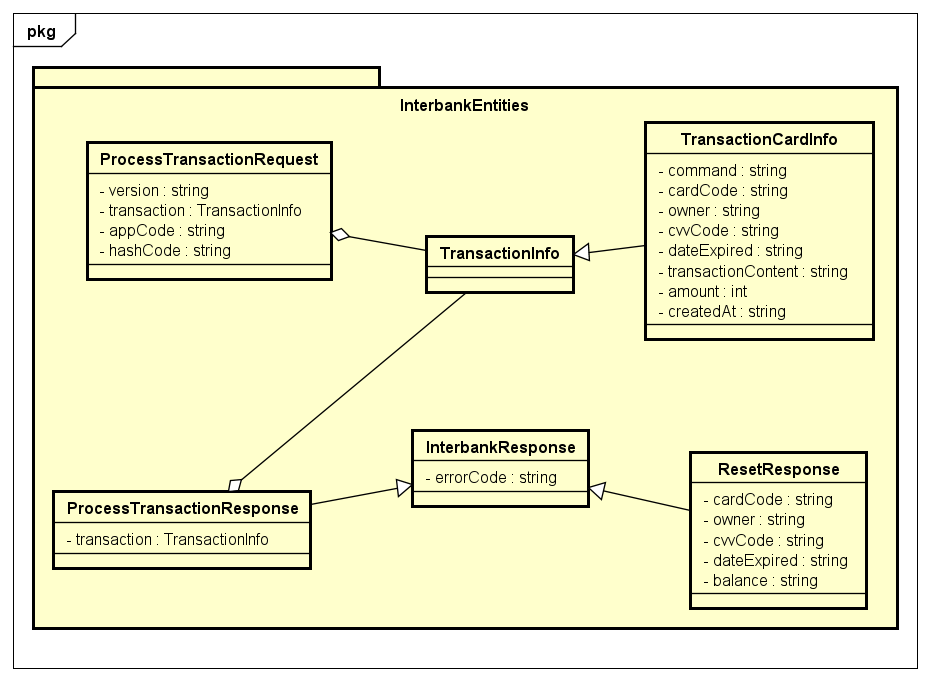 pkg
InterbankEntities
ProcessTransactionRequest
- version : string
- transaction : TransactionInfo
- appCode : string
- hashCode : string
TransactionInfo
TransactionCardInfo
- command : string
- cardCode : string
- owner : string
- cvvCode : string
- dateExpired : string
- transactionContent : string
- amount : int
- createdAt : string
InterbankResponse
- errorCode : string
ProcessTransactionResponse
- transaction : TransactionInfo
ResetResponse
- cardCode : string
- owner : string
- cvvCode : string
- dateExpired : string
- balance : string